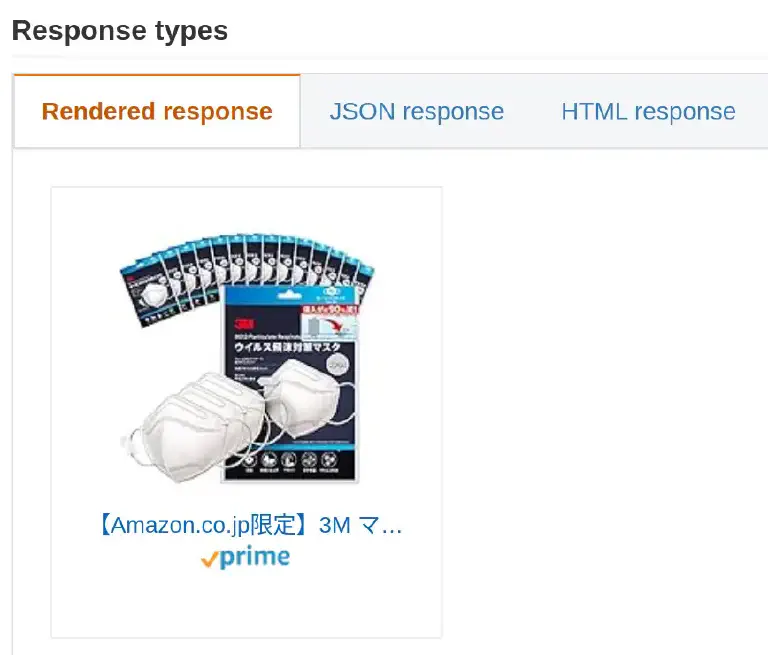 Response types
Rendered response
JSON response
HTML response
3M
ウイルス飛沫対策マスク
【Amazon.co.jp限定】3M マ…
prime